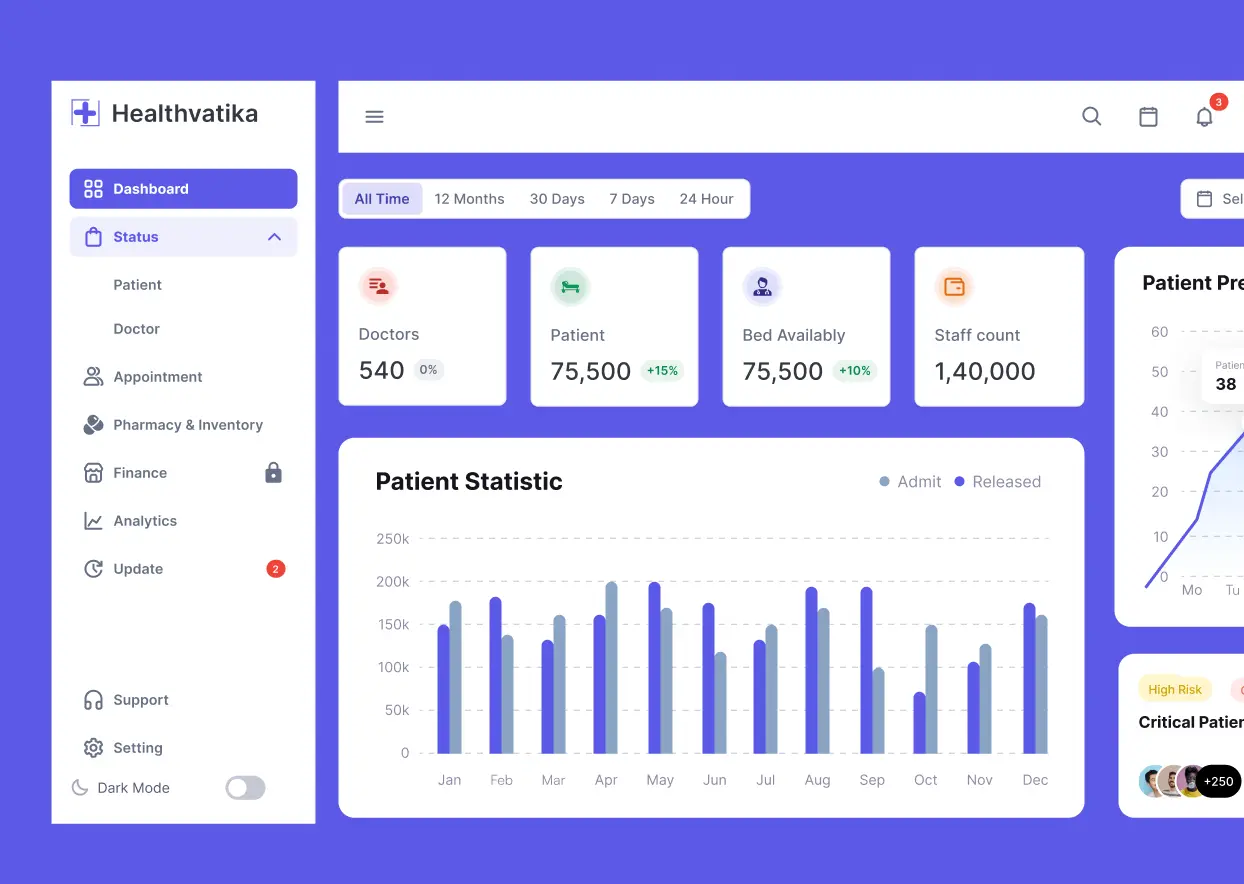 Healthvatika
Dashboard
Status
Patient
Doctor
Appointment
Pharmacy & Inventory
Finance
Analytics
Update 2
Support
Setting
Dark Mode
3
All Time 12 Months 30 Days 7 Days 24 Hour
Sel
Doctors
540 0%
Patient
75,500 +15%
Bed Availably
75,500 +10%
Staff count
1,40,000
Patient Statistic
Admit Released
250k
200k
150k
100k
50k
0
Jan Feb Mar Apr May Jun Jul Aug Sep Oct Nov Dec
Patient Pre
60
50
40
30
20
10
0
Patien
38
Mo Tu
High Risk
Critical Patier
+250